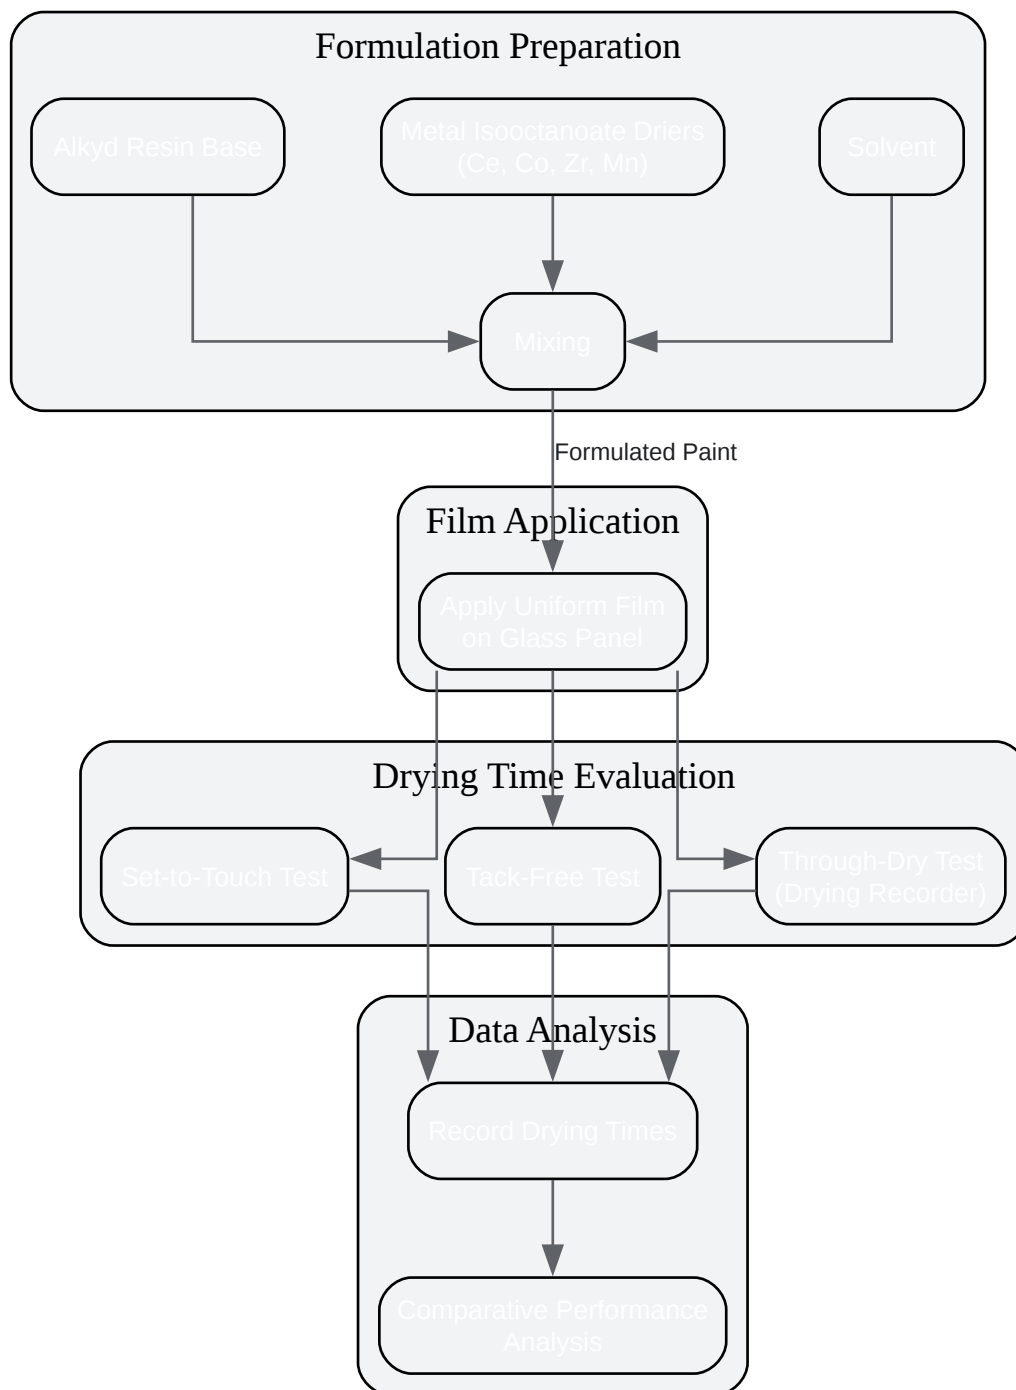 Formulation Preparation
Alkyd Resin Base
Metal Isooctanoate Driers
(Ce, Co, Zr, Mn)
Solvent
Mixing
Formulated Paint
Film Application
Apply Uniform Film
on Glass Panel
Drying Time Evaluation
Set-to-Touch Test
Tack-Free Test
Through-Dry Test
(Drying Recorder)
Data Analysis
Record Drying Times
Comparative Performance
Analysis